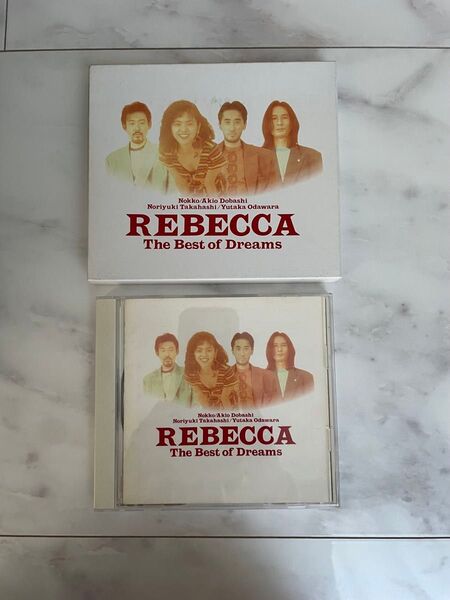 Nokko/Akio Dobashi
Noriyuki Takahashi/Yutaka Odawara
REBECCA
The Best of Dreams
Nokko/Akio Dobashi
Noriyuki Takahashi/Yutaka Odawara
REBECCA
The Best of Dreams